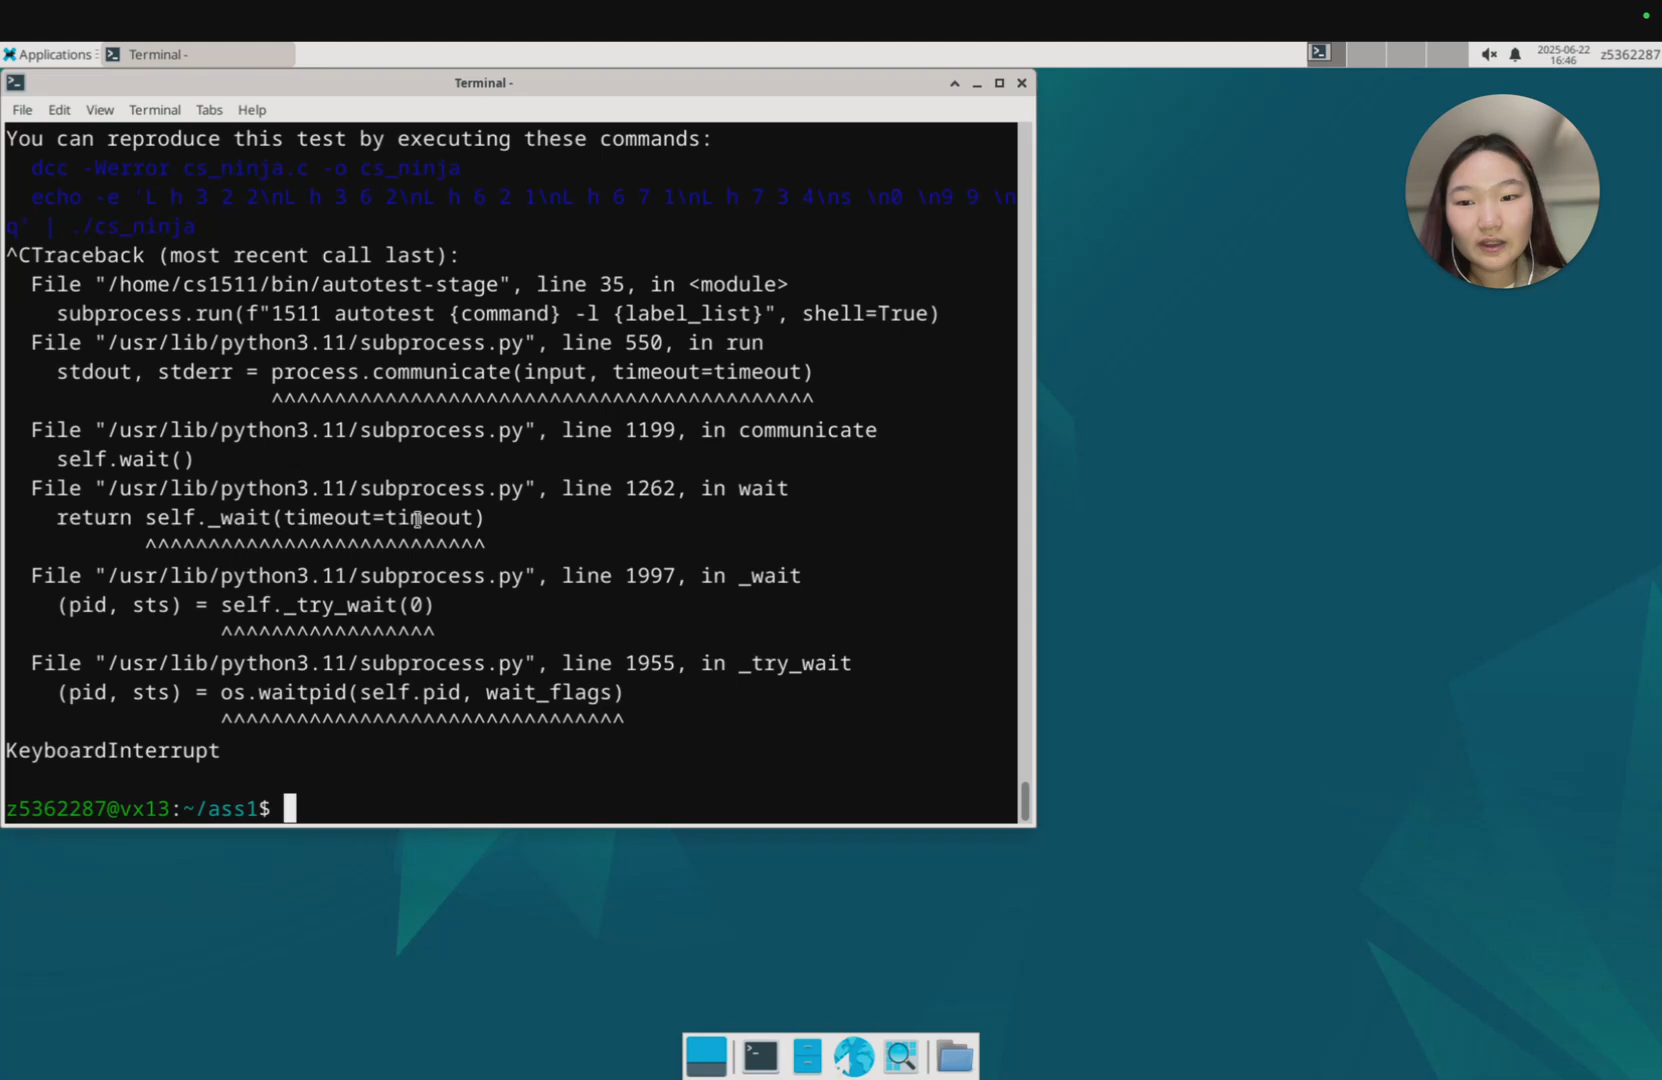 Applications
Terminal -
2025-06-22
16:46
z5362287
Terminal -
File Edit View Terminal Tabs Help
You can reproduce this test by executing these commands:
dcc -Werror cs_ninja.c -o cs_ninja
echo -e 'L h 3 2 2\nL h 3 6 2\nL h 6 2 1\nL h 6 7 1\nL h 7 3 4\ns \n0 \n9 9 \n
q' | ./cs_ninja
^CTraceback (most recent call last):
File "/home/cs1511/bin/autotest-stage", line 35, in <module>
subprocess.run(f"1511 autotest {command} -l {label_list}", shell=True)
File "/usr/lib/python3.11/subprocess.py", line 550, in run
stdout, stderr = process.communicate(input, timeout=timeout)
^^^^^^^^^^^^^^^^^^^^^^^^^^^^^^^^^^^^^^^^^^^
File "/usr/lib/python3.11/subprocess.py", line 1199, in communicate
self.wait()
File "/usr/lib/python3.11/subprocess.py", line 1262, in wait
return self._wait(timeout=timeout)
^^^^^^^^^^^^^^^^^^^^^^^^^^^
File "/usr/lib/python3.11/subprocess.py", line 1997, in _wait
(pid, sts) = self._try_wait(0)
^^^^^^^^^^^^^^^^^
File "/usr/lib/python3.11/subprocess.py", line 1955, in _try_wait
(pid, sts) = os.waitpid(self.pid, wait_flags)
^^^^^^^^^^^^^^^^^^^^^^^^^^^^^^^^
KeyboardInterrupt
z5362287@vx13:~/ass1$